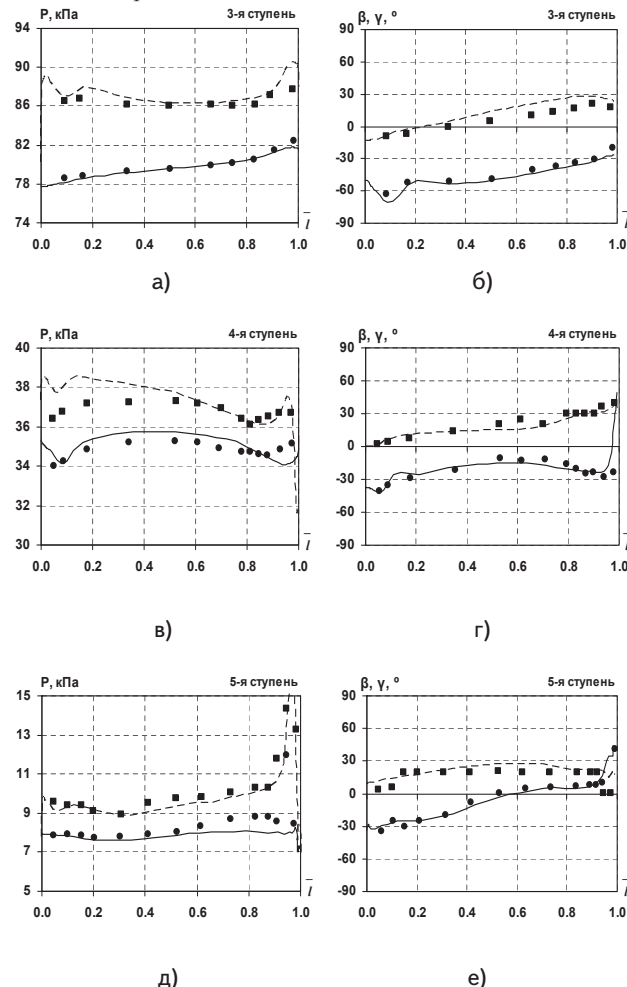 P, кПа 3-я ступень
94
90
86
82
78
74
0.0 0.2 0.4 0.6 0.8 1.0 l
а)
β, γ, º 3-я ступень
90
60
30
0
-30
-60
-90
0.0 0.2 0.4 0.6 0.8 1.0 l
б)
P, кПа 4-я ступень
40
38
36
34
32
30
0.0 0.2 0.4 0.6 0.8 1.0 l
в)
β, γ, º 4-я ступень
90
60
30
0
-30
-60
-90
0.0 0.2 0.4 0.6 0.8 1.0 l
г)
P, кПа 5-я ступень
15
13
11
9
7
5
0.0 0.2 0.4 0.6 0.8 1.0 l
д)
β, γ, º 5-я ступень
90
60
30
0
-30
-60
-90
0.0 0.2 0.4 0.6 0.8 1.0 l
е)